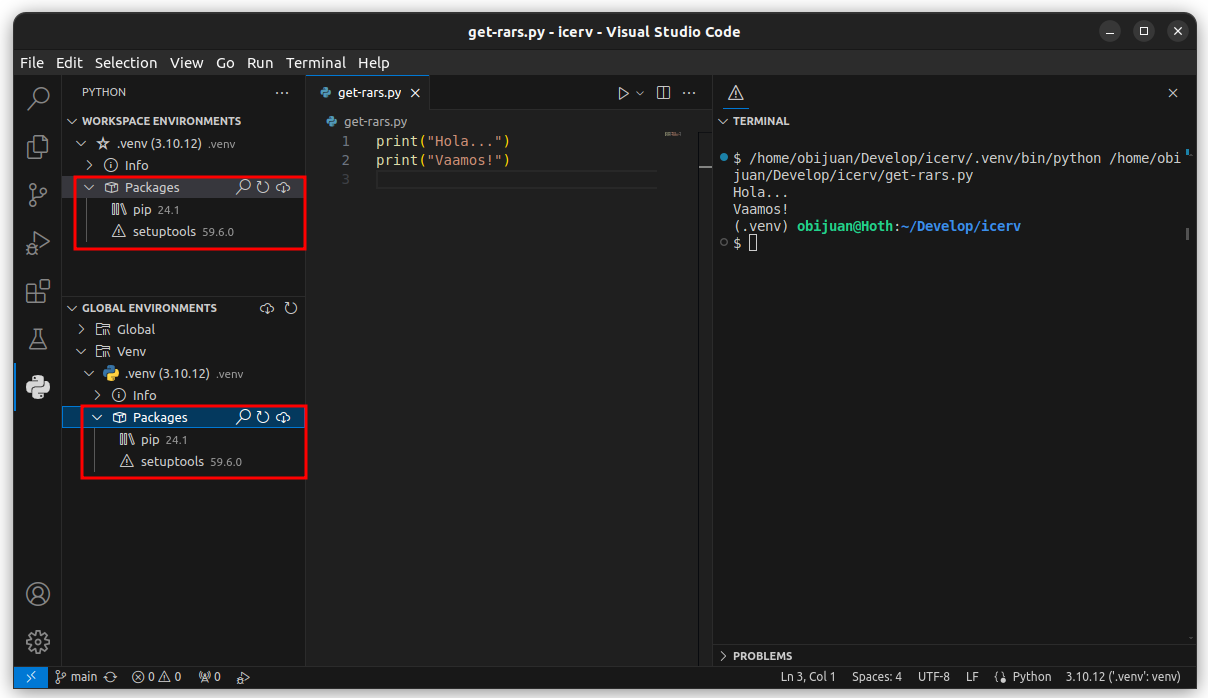 get-rars.py - icerv - Visual Studio Code
File Edit Selection View Go Run Terminal Help
PYTHON
WORKSPACE ENVIRONMENTS
.venv (3.10.12) .venv
Info
Packages
pip 24.1
setuptools 59.6.0
GLOBAL ENVIRONMENTS
Global
Venv
.venv (3.10.12) .venv
Info
Packages
pip 24.1
setuptools 59.6.0
get-rars.py
get-rars.py
1 print("Hola...")
2 print("Vaamos!")
3
TERMINAL
$ /home/obijuan/Develop/icerv/.venv/bin/python /home/obi
juan/Develop/icerv/get-rars.py
Hola...
Vaamos!
(.venv) obijuan@Hoth:~/Develop/icerv
$
PROBLEMS
main 0 0 0 Ln 3, Col 1 Spaces: 4 UTF-8 LF Python 3.10.12 ('.venv': venv)